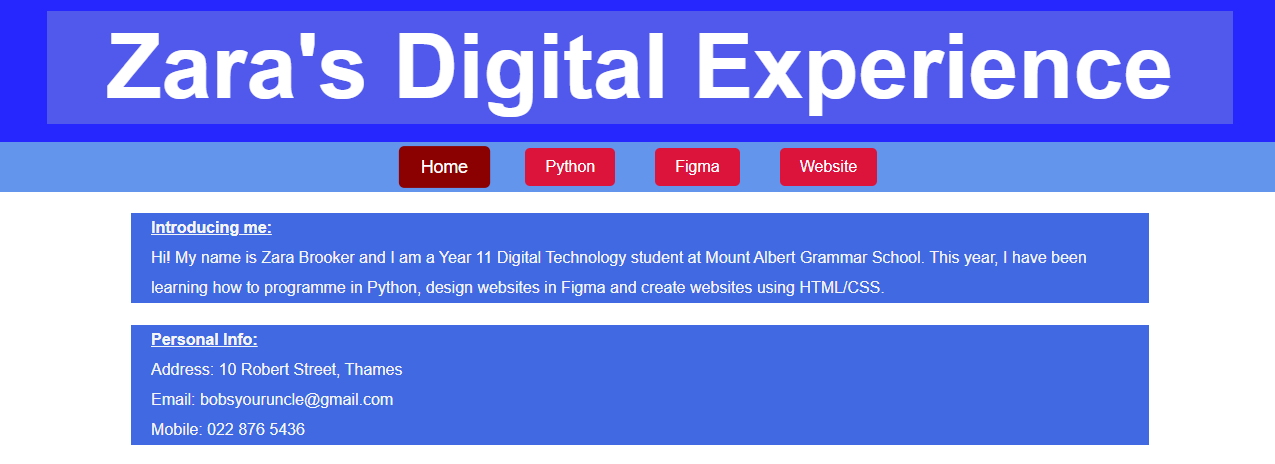 Zara's Digital Experience
Home Python Figma Website
Introducing me:
Hi! My name is Zara Brooker and I am a Year 11 Digital Technology student at Mount Albert Grammar School. This year, I have been
learning how to programme in Python, design websites in Figma and create websites using HTML/CSS.
Personal Info:
Address: 10 Robert Street, Thames
Email: bobsyouruncle@gmail.com
Mobile: 022 876 5436